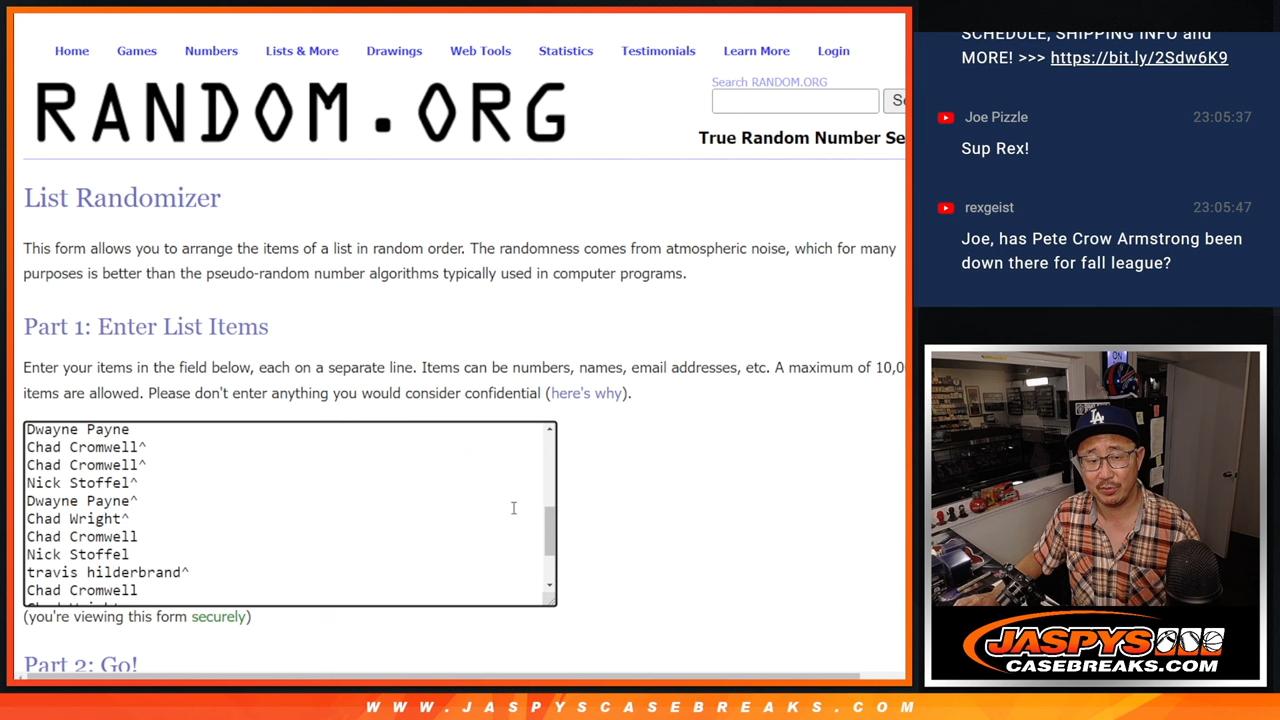 Home Games Numbers Lists & More Drawings Web Tools Statistics Testimonials Learn More Login
RANDOM.ORG
Search RANDOM.ORG
True Random Number Se
List Randomizer
This form allows you to arrange the items of a list in random order. The randomness comes from atmospheric noise, which for many
purposes is better than the pseudo-random number algorithms typically used in computer programs.
Part 1: Enter List Items
Enter your items in the field below, each on a separate line. Items can be numbers, names, email addresses, etc. A maximum of 10,0
items are allowed. Please don't enter anything you would consider confidential (here's why).
Dwayne Payne
Chad Cromwell^
Chad Cromwell^
Nick Stoffel^
Dwayne Payne^
Chad Wright^
Chad Cromwell
Nick Stoffel
travis hilderbrand^
Chad Cromwell
(you're viewing this form securely)
Part 2: Go!
SCHEDULE, SHIPPING INFO and
MORE! >>> https://bit.ly/2Sdw6K9
Joe Pizzle 23:05:37
Sup Rex!
rexgeist 23:05:47
Joe, has Pete Crow Armstrong been
down there for fall league?
ON
LA
JASPYS
CASEBREAKS.COM
WWW.JASPYSCASEBREAKS.COM